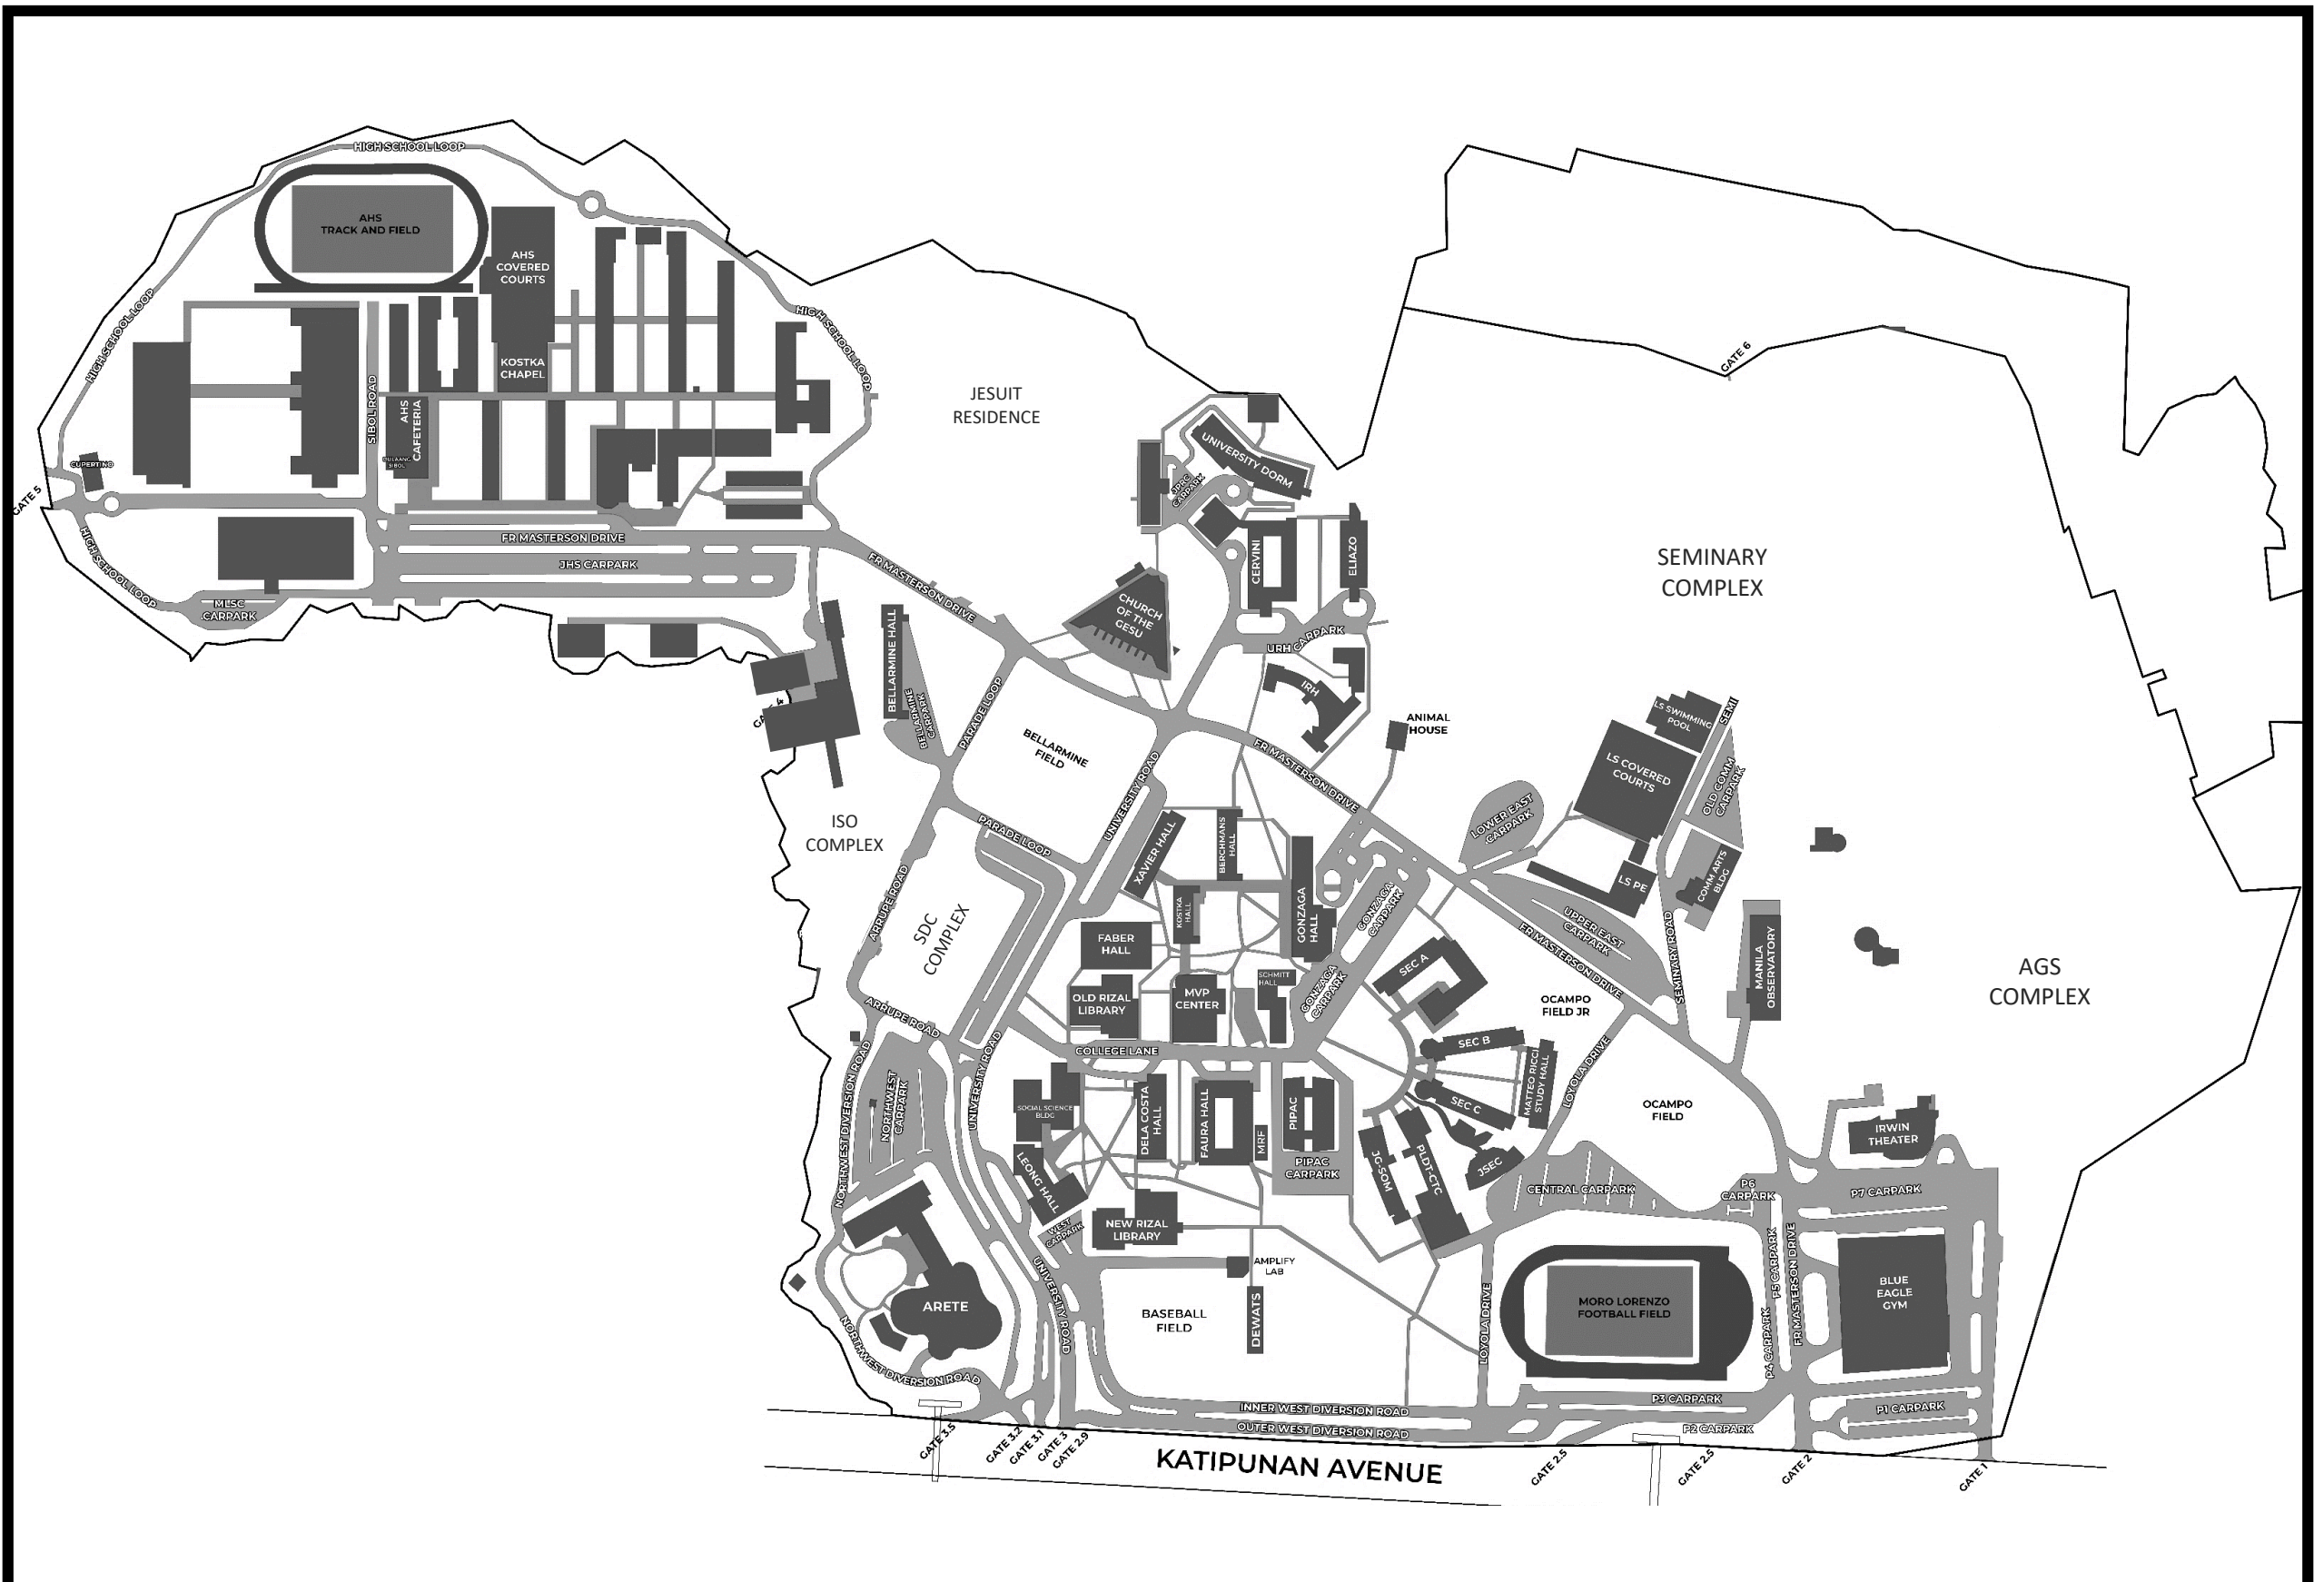 HIGH SCHOOL LOOP
AHS
TRACK AND FIELD
AHS
COVERED
COURTS
HIGH SCHOOL LOOP
HIGH SCHOOL LOOP
KOSTKA
CHAPEL
SIBOL ROAD
AHS
CAFETERIA
CUPERTINO
GATE 5
HIGH SCHOOL LOOP
FR MASTERSON DRIVE
JHS CARPARK
MLSC
CARPARK
GATE 6
JESUIT
RESIDENCE
UNIVERSITY DORM
JPRC
CARPARK
CERVINI
ELIAZO
SEMINARY
COMPLEX
FR MASTERSON DRIVE
CHURCH
OF THE
GESU
URH CARPARK
IRH
BELLARMINE HALL
BELLARMINE
CARPARK
GATE 4
PARADE LOOP
BELLARMINE
FIELD
ANIMAL
HOUSE
LS SWIMMING
POOL
SEMI
FR MASTERSON DRIVE
UNIVERSITY ROAD
LS COVERED
COURTS
OLD COMM
CARPARK
LOWER EAST
CARPARK
ISO
COMPLEX
PARADE LOOP
XAVIER HALL
BERCHMANS
HALL
ARRUPE ROAD
SDC
COMPLEX
KOSTKA
HALL
GONZAGA
HALL
GONZAGA
CARPARK
LS PE
COMM ARTS
BLDG
UPPER EAST
CARPARK
FR MASTERSON DRIVE
SEMINARY ROAD
MANILA
OBSERVATORY
AGS
COMPLEX
FABER
HALL
OLD RIZAL
LIBRARY
MVP
CENTER
SCHMITT
HALL
GONZAGA
CARPARK
SEC A
OCAMPO
FIELD JR
ARRUPE ROAD
COLLEGE LANE
SEC B
SEC C
MATTEO RICCI
STUDY HALL
LOYOLA DRIVE
OCAMPO
FIELD
NORTHWEST DIVERSION ROAD
NORTHWEST
CARPARK
UNIVERSITY ROAD
UNIVERSITY ROAD
SOCIAL SCIENCE
BLDG
DELA COSTA
HALL
FAURA HALL
MRF
PIPAC
PIPAC
CARPARK
JG-SOM
PLDT-CTC
JSEC
IRWIN
THEATER
LEONG HALL
CENTRAL CARPARK
P6
CARPARK
P7 CARPARK
WEST
CARPARK
NEW RIZAL
LIBRARY
AMPLIFY
LAB
UNIVERSITY ROAD
ARETE
BASEBALL
FIELD
DEWATS
LOYOLA DRIVE
MORO LORENZO
FOOTBALL FIELD
P5 CARPARK
P4 CARPARK
FR MASTERSON DRIVE
BLUE
EAGLE
GYM
NORTHWEST DIVERSION ROAD
INNER WEST DIVERSION ROAD
OUTER WEST DIVERSION ROAD
P3 CARPARK
P2 CARPARK
P1 CARPARK
GATE 3.5
GATE 3.2
GATE 3.1
GATE 3
GATE 2.9
KATIPUNAN AVENUE
GATE 2.5
GATE 2.5
GATE 2
GATE 1